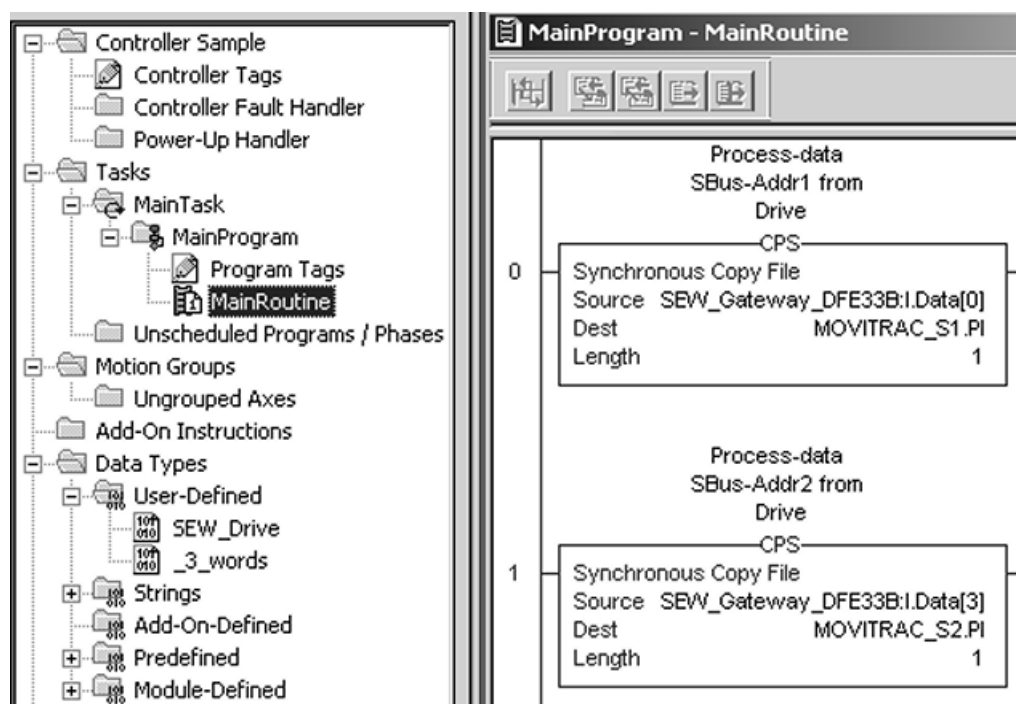 Controller Sample
Controller Tags
Controller Fault Handler
Power-Up Handler
Tasks
MainTask
MainProgram
Program Tags
MainRoutine
Unscheduled Programs / Phases
Motion Groups
Ungrouped Axes
Add-On Instructions
Data Types
User-Defined
SEW_Drive
_3_words
Strings
Add-On-Defined
Predefined
Module-Defined
MainProgram - MainRoutine
Process-data
SBus-Addr1 from
Drive
CPS
0
Synchronous Copy File
Source SEW_Gateway_DFE33B:I.Data[0]
Dest MOVITRAC_S1.PI
Length 1
Process-data
SBus-Addr2 from
Drive
CPS
1
Synchronous Copy File
Source SEW_Gateway_DFE33B:I.Data[3]
Dest MOVITRAC_S2.PI
Length 1